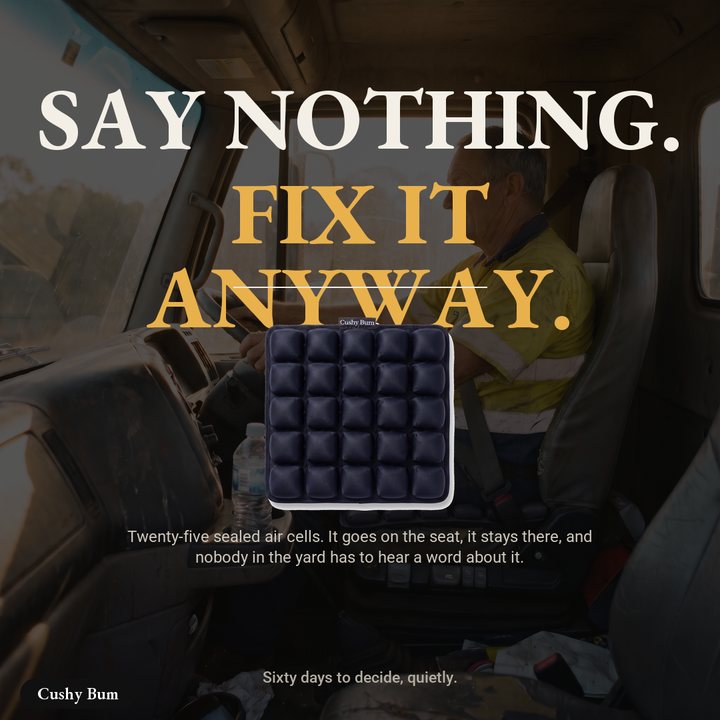 SAY NOTHING.
FIX IT
ANYWAY.
Cushy Bum
Twenty-five sealed air cells. It goes on the seat, it stays there, and
nobody in the yard has to hear a word about it.
Sixty days to decide, quietly.
Cushy Bum